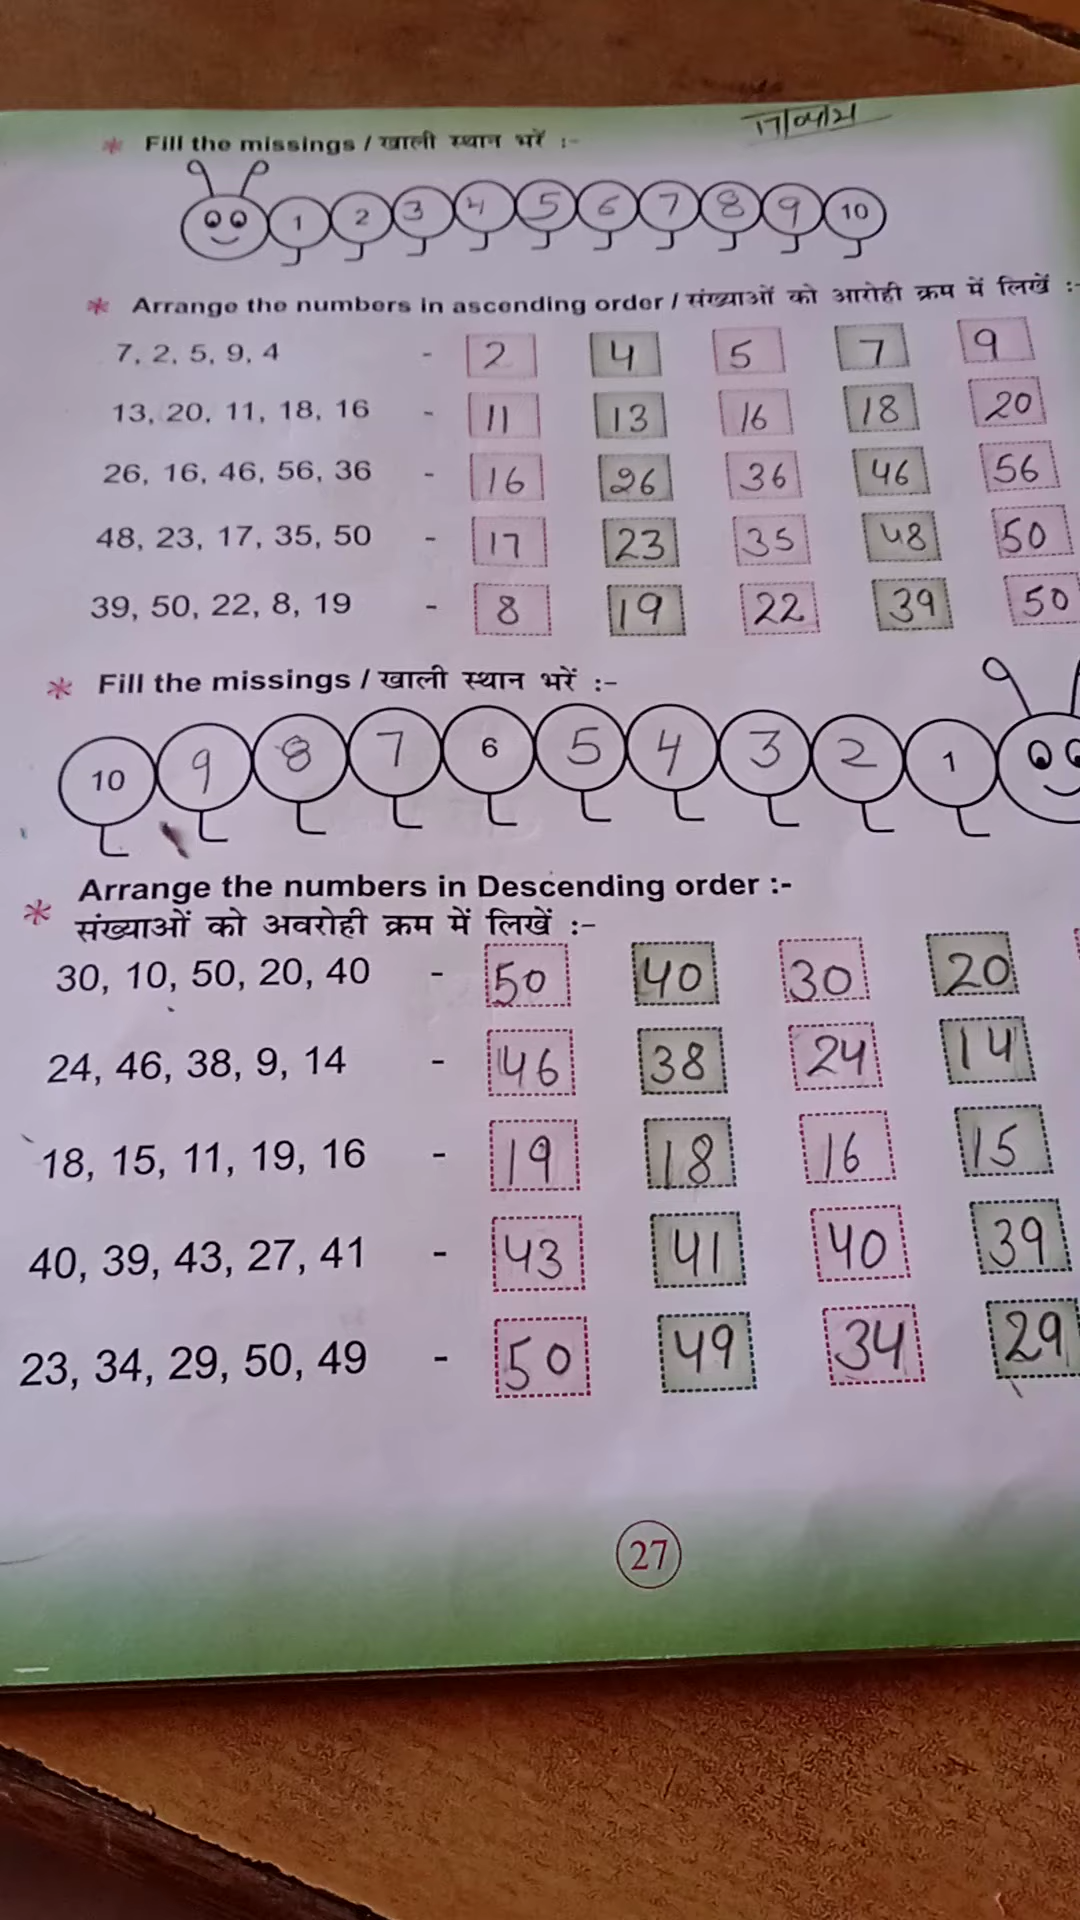 17/04/21
* Fill the missings / खाली स्थान भरें :-
1 2 3 4 5 6 7 8 9 10
* Arrange the numbers in ascending order / संख्याओं को आरोही क्रम में लिखें :-
7, 2, 5, 9, 4 - 2 4 5 7 9
13, 20, 11, 18, 16 - 11 13 16 18 20
26, 16, 46, 56, 36 - 16 26 36 46 56
48, 23, 17, 35, 50 - 17 23 35 48 50
39, 50, 22, 8, 19 - 8 19 22 39 50
* Fill the missings / खाली स्थान भरें :-
10 9 8 7 6 5 4 3 2 1
* Arrange the numbers in Descending order :-
संख्याओं को अवरोही क्रम में लिखें :-
30, 10, 50, 20, 40 - 50 40 30 20
24, 46, 38, 9, 14 - 46 38 24 14
18, 15, 11, 19, 16 - 19 18 16 15
40, 39, 43, 27, 41 - 43 41 40 39
23, 34, 29, 50, 49 - 50 49 34 29
27